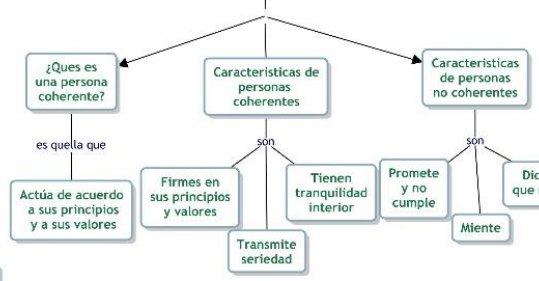 ¿Ques es
una persona
coherente?
Caracteristicas de
personas
coherentes
Caracteristicas
de personas
no coherentes
es quella que
son
son
Actúa de acuerdo
a sus principios
y a sus valores
Firmes en
sus principios
y valores
Transmite
seriedad
Tienen
tranquilidad
interior
Promete
y no
cumple
Miente
que